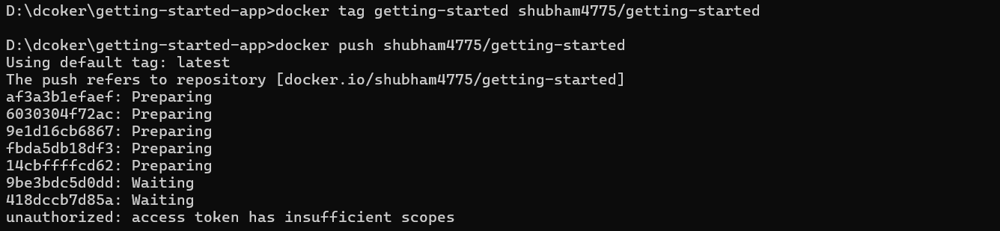 D:\dcoker\getting-started-app>docker tag getting-started shubham4775/getting-started
D:\dcoker\getting-started-app>docker push shubham4775/getting-started
Using default tag: latest
The push refers to repository [docker.io/shubham4775/getting-started]
af3a3b1efaef: Preparing
6030304f72ac: Preparing
9e1d16cb6867: Preparing
fbda5db18df3: Preparing
14cbffffcd62: Preparing
9be3bdc5d0dd: Waiting
418dccb7d85a: Waiting
unauthorized: access token has insufficient scopes